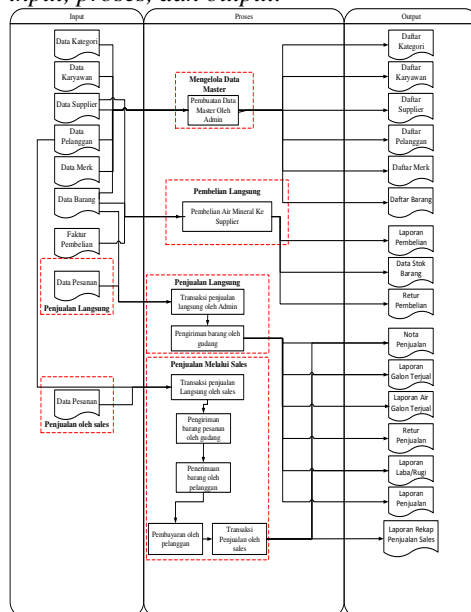 input, proses, dan output.
Input
Proses
Output
Data Kategori
Data
Karyawan
Data Supplier
Data
Pelanggan
Data Merk
Data Barang
Faktur
Pembelian
Data Pesanan
Penjualan Langsung
Data Pesanan
Penjualan oleh sales
Mengelola Data
Master
Pembuatan Data
Master Oleh
Admin
Pembelian Langsung
Pembelian Air Mineral Ke
Supplier
Penjualan Langsung
Transaksi penjualan
langsung oleh Admin
Pengiriman barang oleh
gudang
Penjualan Melalui Sales
Transaksi penjualan
Langsung oleh sales
Pengiriman
barang pesanan
oleh gudang
Penerimaan
barang oleh
pelanggan
Pembayaran oleh
pelanggan
Transaksi
Penjualan oleh
sales
Daftar
Kategori
Daftar
Karyawan
Daftar
Supplier
Daftar
Pelanggan
Daftar Merk
Daftar Barang
Laporan
Pembelian
Data Stok
Barang
Retur
Pembelian
Nota
Penjualan
Laporan
Galon Terjual
Laporan Air
Galon Terjual
Retur
Penjualan
Laporan
Laba/Rugi
Laporan
Penjualan
Laporan Rekap
Penjualan Sales